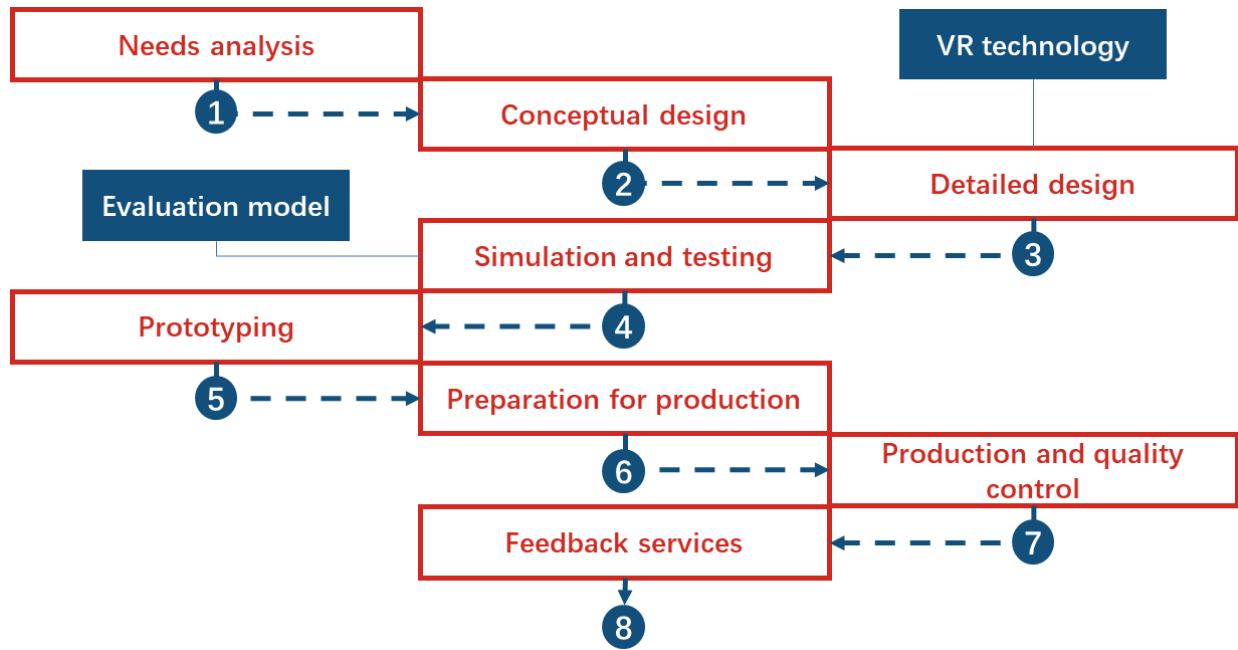 Needs analysis
VR technology
1
Conceptual design
2
Detailed design
Evaluation model
Simulation and testing
3
Prototyping
4
5
Preparation for production
6
Production and quality
control
Feedback services
7
8